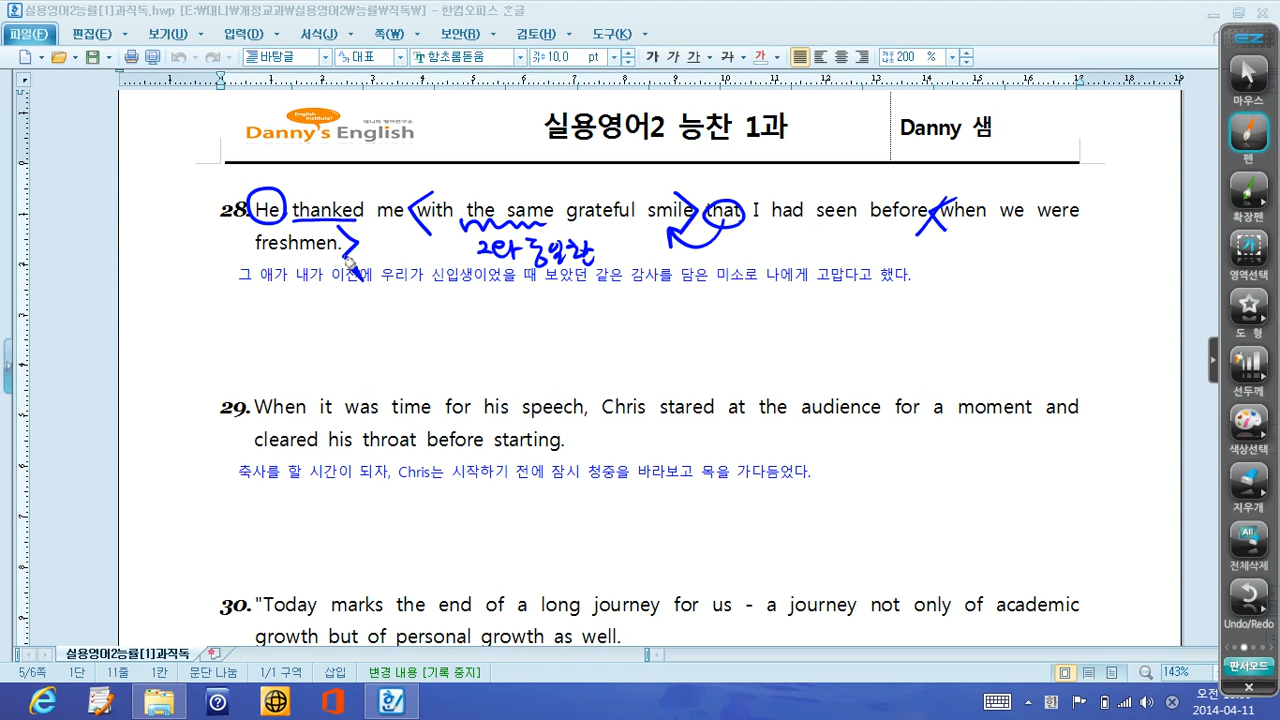 실용영어2능률[1]과직독.hwp [E:₩대니₩계정교과₩실용영어2₩능률₩직독₩] - 한컴오피스 흔글
파일(F) 편집(E) 보기(U) 입력(D) 서식(J) 쪽(W) 보안(B) 검토(H) 도구(K)
바탕글 대표 함초롬돋움 10.0 pt 가 가 가 가 가 200 %
English Institute!
Danny's English
실용영어2 능찬 1과
Danny 샘
28. He thanked me with the same grateful smile that I had seen before when we were
freshmen.
동일한
그 애가 내가 이전에 우리가 신입생이었을 때 보았던 같은 감사를 담은 미소로 나에게 고맙다고 했다.
29. When it was time for his speech, Chris stared at the audience for a moment and
cleared his throat before starting.
축사를 할 시간이 되자, Chris는 시작하기 전에 잠시 청중을 바라보고 목을 가다듬었다.
30. "Today marks the end of a long journey for us - a journey not only of academic
growth but of personal growth as well.
실용영어2능률[1]과직독
5/6쪽 1단 11줄 1칸 문단 나눔 1/1 구역 삽입 변경 내용 [기록 중지] 143%
EZ
마우스
펜
확장펜
영역선택
도 형
선두께
색상선택
지우개
All
전체삭제
Undo/Redo
판서모드
2014-04-11